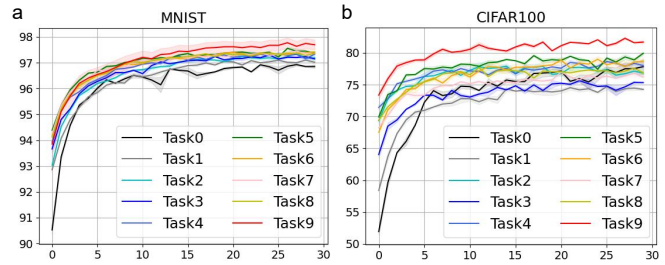 a
MNIST
98
97
96
95
94
93
92
91
90
0 5 10 15 20 25 30
Task0 Task5
Task1 Task6
Task2 Task7
Task3 Task8
Task4 Task9
b
CIFAR100
80
75
70
65
60
55
50
0 5 10 15 20 25 30
Task0 Task5
Task1 Task6
Task2 Task7
Task3 Task8
Task4 Task9